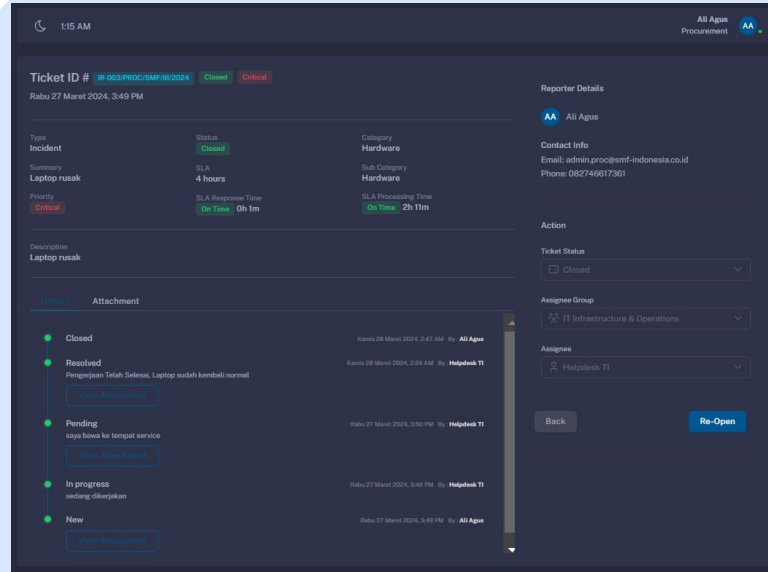 1:15 AM
Ali Agus
Procurement
AA
Ticket ID # IR-003/PROC/SMF/III/2024 Closed Critical
Rabu 27 Maret 2024, 3:49 PM
Type
Incident
Status
Closed
Category
Hardware
Summary
Laptop rusak
SLA
4 hours
Sub Category
Hardware
Priority
Critical
SLA Response Time
On Time 0h 1m
SLA Processing Time
On Time 2h 11m
Description
Laptop rusak
History Attachment
Closed
Kamis 28 Maret 2024, 2:47 AM By : Ali Agus
Resolved
Kamis 28 Maret 2024, 2:24 AM By : Helpdesk TI
Pengerjaan Telah Selesai, Laptop sudah kembali normal
View Attachment
Pending
Rabu 27 Maret 2024, 3:50 PM By : Helpdesk TI
saya bawa ke tempat service
View Attachment
In progress
Rabu 27 Maret 2024, 3:49 PM By : Helpdesk TI
sedang dikerjakan
New
Rabu 27 Maret 2024, 3:49 PM By : Ali Agus
View Attachment
Reporter Details
AA Ali Agus
Contact Info
Email: admin.proc@smf-indonesia.co.id
Phone: 082746617361
Action
Ticket Status
Closed
Assignee Group
IT Infrastructure & Operations
Assignee
Helpdesk TI
Back
Re-Open